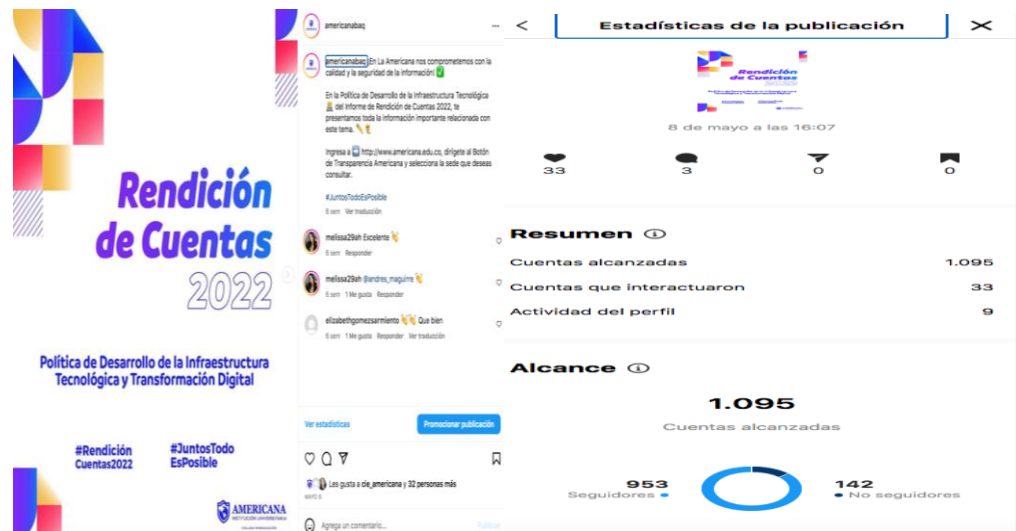 Rendición
de Cuentas
2022
Política de Desarrollo de la Infraestructura
Tecnológica y Transformación Digital
#Rendición
Cuentas2022
#JuntosTodo
EsPosible
AMERICANA
americanabaq
americanabaq ¡En La Americana nos comprometemos con la
calidad y la seguridad de la información! ✅
En la Política de Desarrollo de la Infraestructura Tecnológica
del Informe de Rendición de Cuentas 2022, te
presentamos toda la información importante relacionada con
este tema.
Ingresa a ➡️ http://www.americana.edu.co, dirígete al Botón
de Transparencia Americana y selecciona la sede que deseas
consultar.
#JuntosTodoEsPosible
6 sem Ver traducción
melissa29ah Excelente 👏
6 sem Responder
melissa29ah @andres_maguirre 👏
6 sem 1 Me gusta Responder
elizabethgomezsarmiento 👏👏 Que bien
6 sem 1 Me gusta Responder Ver traducción
Ver estadísticas
Promocionar publicación
Les gusta a cie_americana y 32 personas más
MAYO 8
Agrega un comentario...
Publicar
Estadísticas de la publicación
Rendición
de Cuentas
8 de mayo a las 16:07
33
3
0
0
Resumen
Cuentas alcanzadas 1.095
Cuentas que interactuaron 33
Actividad del perfil 9
Alcance
1.095
Cuentas alcanzadas
953
Seguidores
142
No seguidores